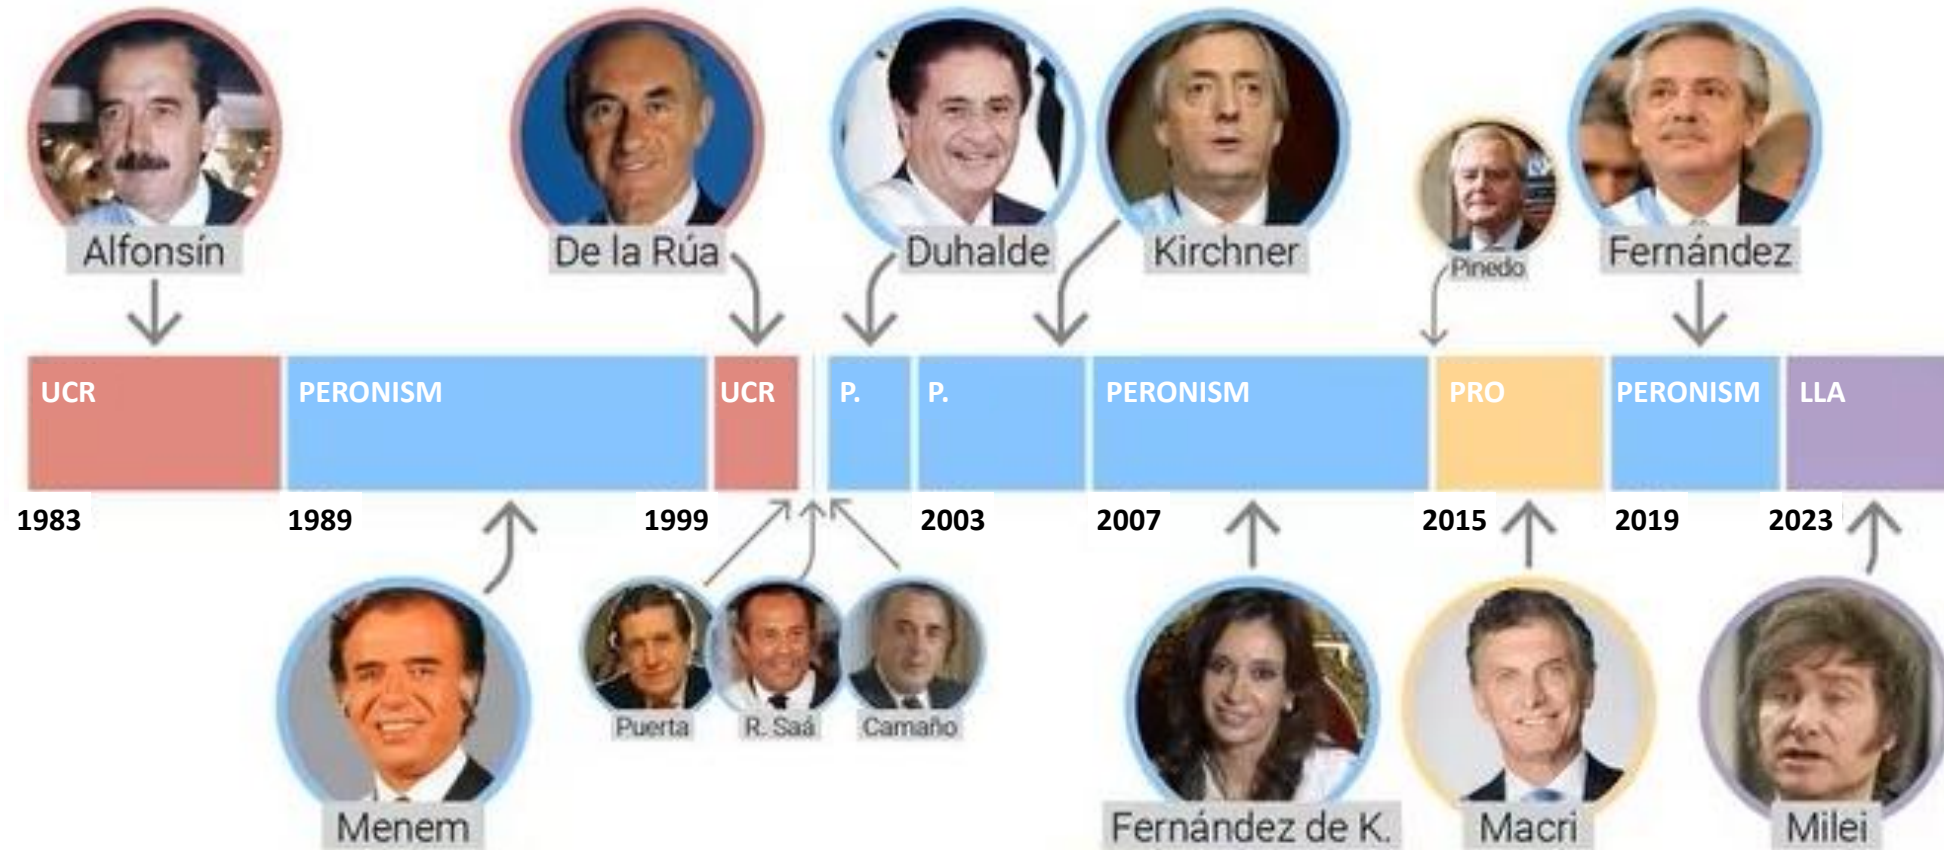 Alfonsín
De la Rúa
Duhalde
Kirchner
Pinedo
Fernández
UCR
PERONISM
UCR
P.
P.
PERONISM
PRO
PERONISM
LLA
1983
1989
1999
2003
2007
2015
2019
2023
Puerta
R. Saá
Camaño
Menem
Fernández de K.
Macri
Milei